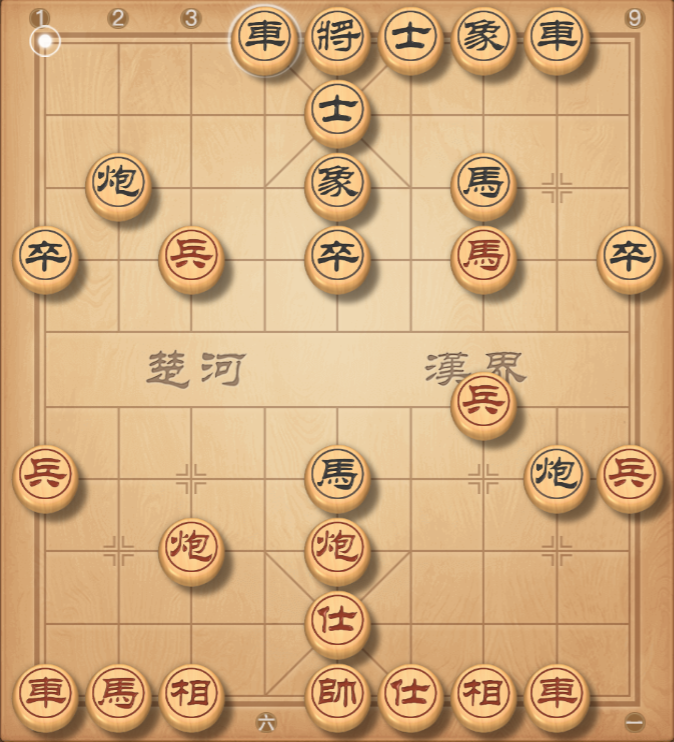 1 2 3 9
車 將 士 象 車
士
炮 象 馬
卒 兵 卒 馬 卒
楚河 漢界
兵
兵 馬 炮 兵
炮 炮
仕
車 馬 相 帥 仕 相 車
六 一